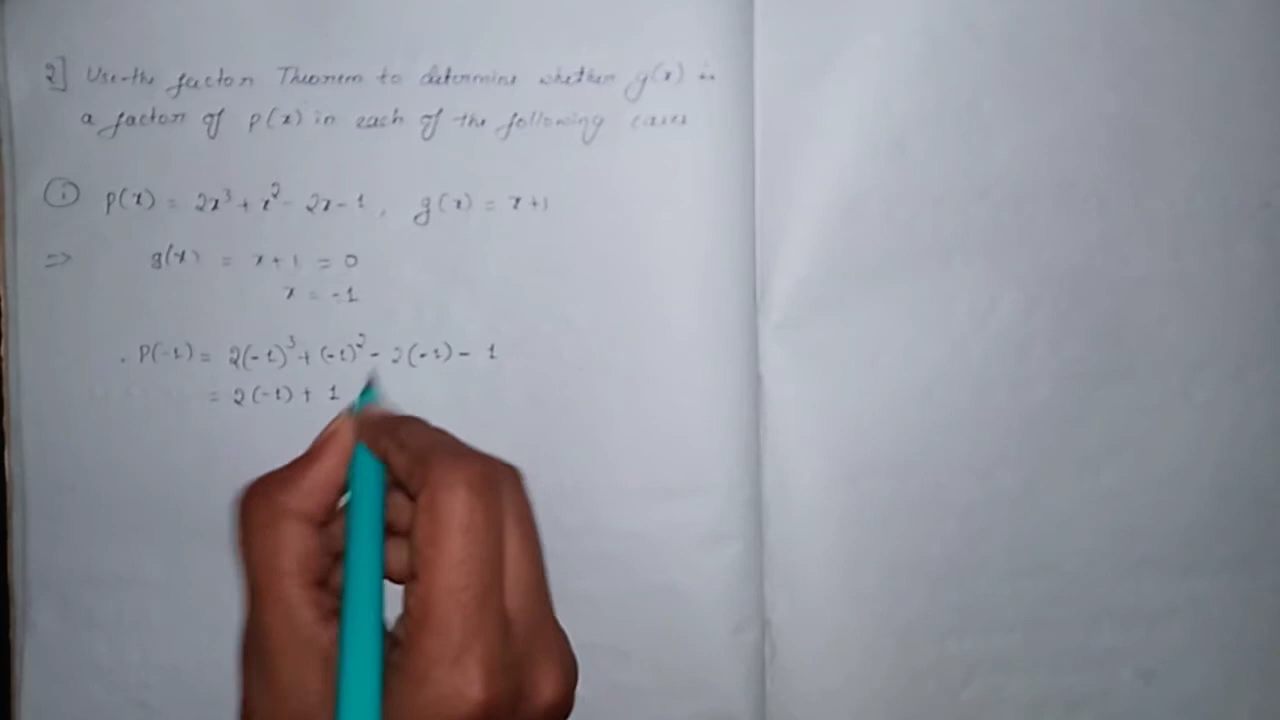 2] Use the factor Theorem to determine whether g(x) is
a factor of p(x) in each of the following cases
(i) p(x) = 2x³ + x² - 2x - 1, g(x) = x + 1
=> g(x) = x + 1 = 0
x = -1
. P(-1) = 2(-1)³ + (-1)² - 2(-1) - 1
= 2(-1) + 1